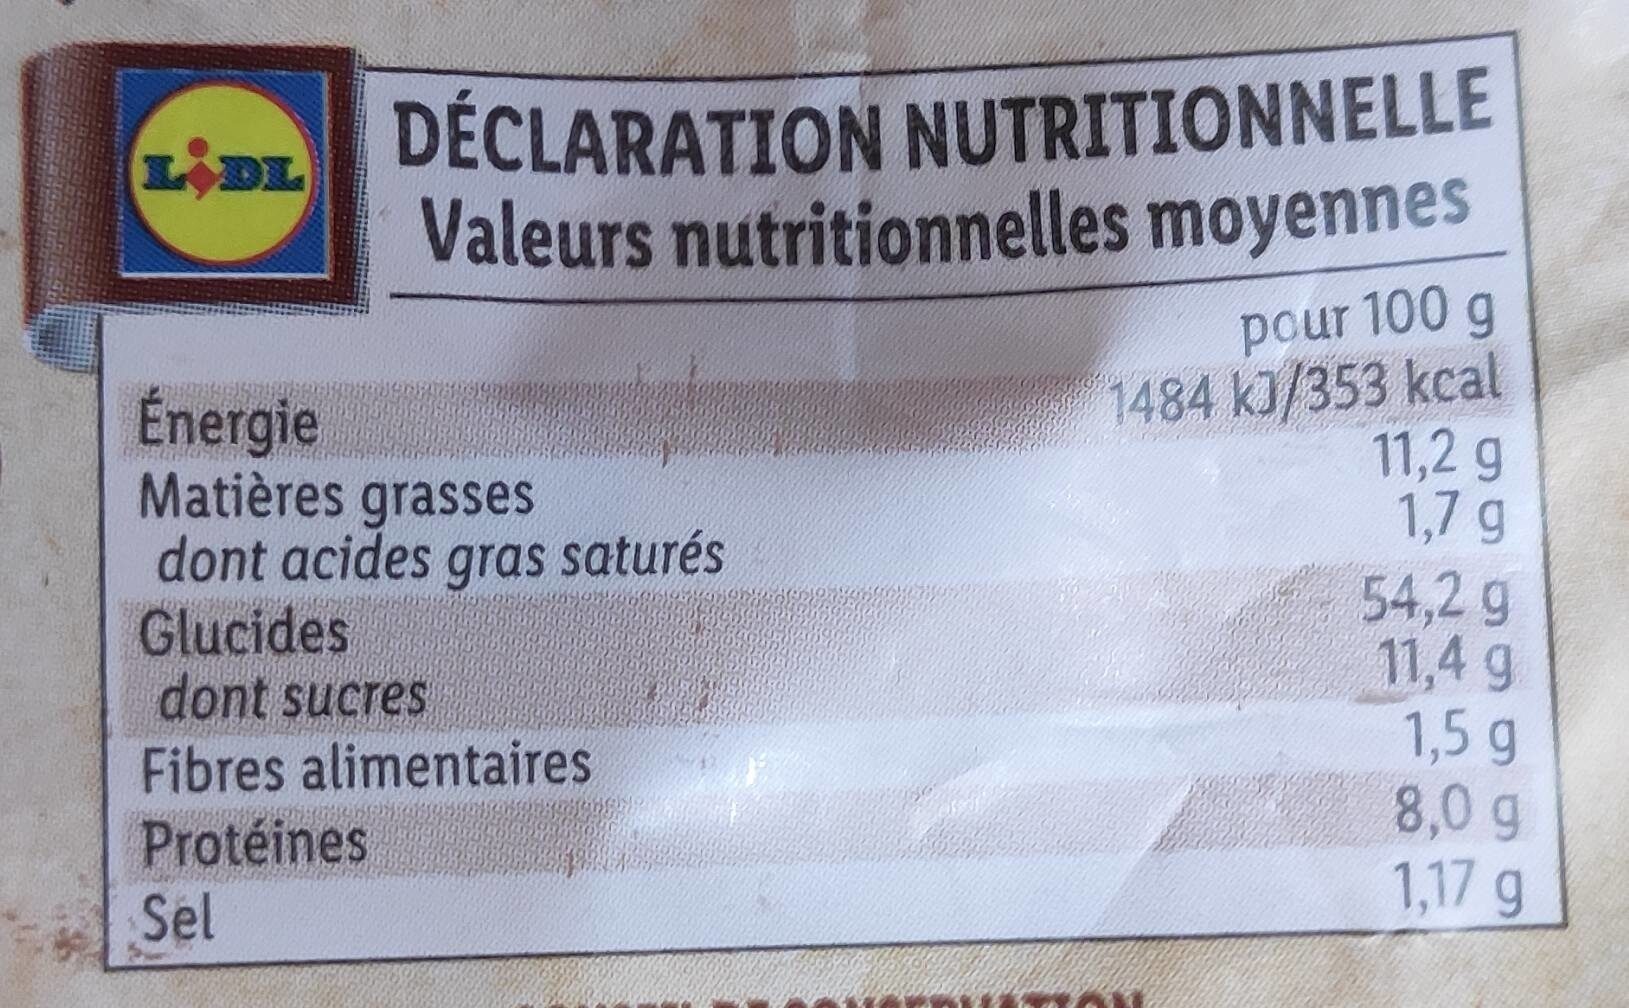 LIDL
DÉCLARATION NUTRITIONNELLE
Valeurs nutritionnelles moyennes
pour 100 g
Énergie 1484 kJ/353 kcal
Matières grasses 11,2 g
dont acides gras saturés 1,7 g
Glucides 54,2 g
dont sucres 11,4 g
Fibres alimentaires 1,5 g
Protéines 8,0 g
Sel 1,17 g